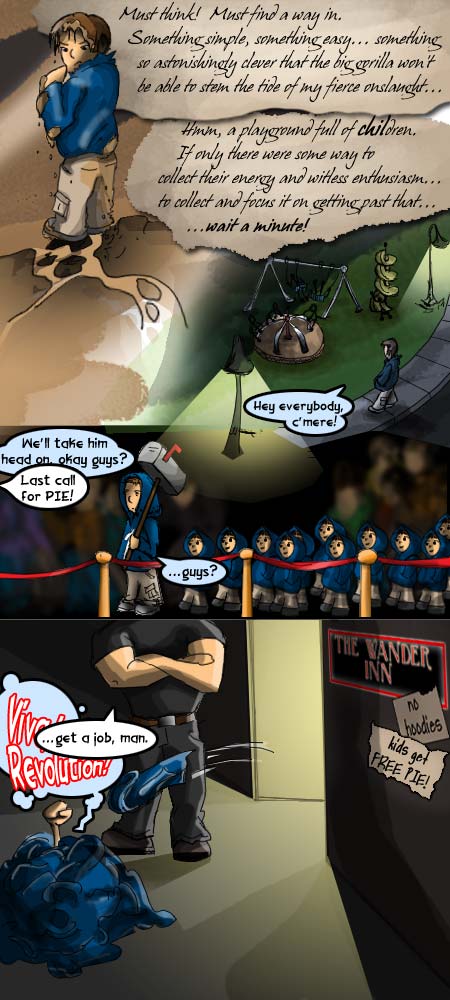 Must think! Must find a way in.
Something simple, something easy... something
so astonishingly clever that the big gorilla won't
be able to stem the tide of my fierce onslaught...
Hmm, a playground full of children.
If only there were some way to
collect their energy and witless enthusiasm...
to collect and focus it on getting past that...
...wait a minute!
Hey everybody,
c'mere!
We'll take him
head on, okay guys?
Last call
for PIE!
...guys?
THE WANDER
INN
no
hoodies
kids get
FREE PIE!
...get a job, man.
Viva
Revolution!